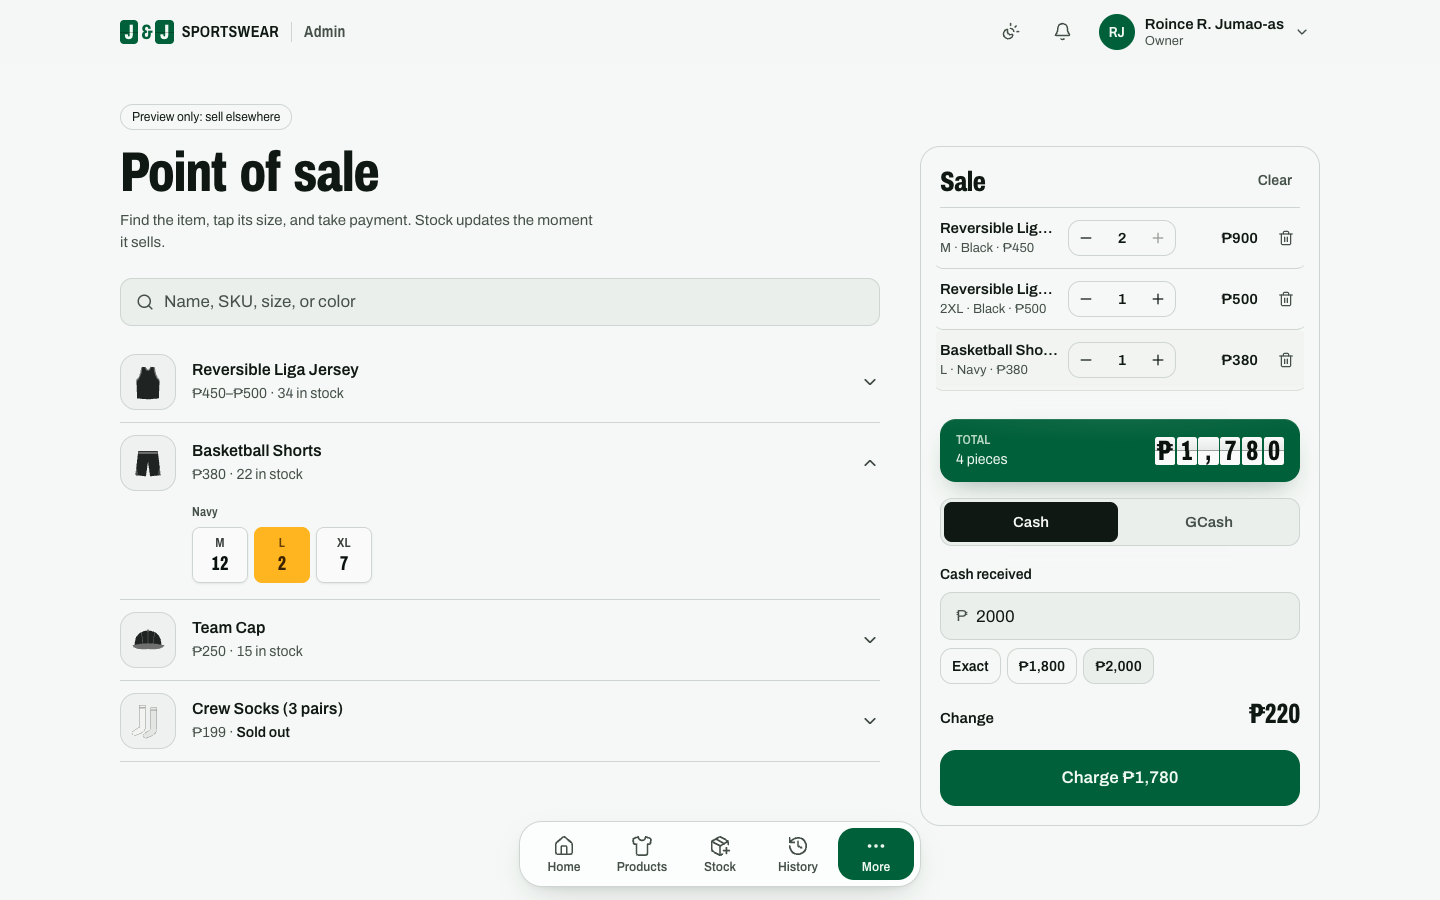 J & J SPORTSWEAR
Admin
RJ
Roince R. Jumao-as
Owner
Preview only: sell elsewhere
Point of sale
Find the item, tap its size, and take payment. Stock updates the moment
it sells.
Name, SKU, size, or color
Reversible Liga Jersey
₱450–₱500 · 34 in stock
Basketball Shorts
₱380 · 22 in stock
Navy
M
12
L
2
XL
7
Team Cap
₱250 · 15 in stock
Crew Socks (3 pairs)
₱199 · Sold out
Sale
Clear
Reversible Lig...
M · Black · ₱450
2
₱900
Reversible Lig...
2XL · Black · ₱500
1
₱500
Basketball Sho...
L · Navy · ₱380
1
₱380
TOTAL
4 pieces
₱1,780
Cash
GCash
Cash received
₱ 2000
Exact
₱1,800
₱2,000
Change
₱220
Charge ₱1,780
Home
Products
Stock
History
More